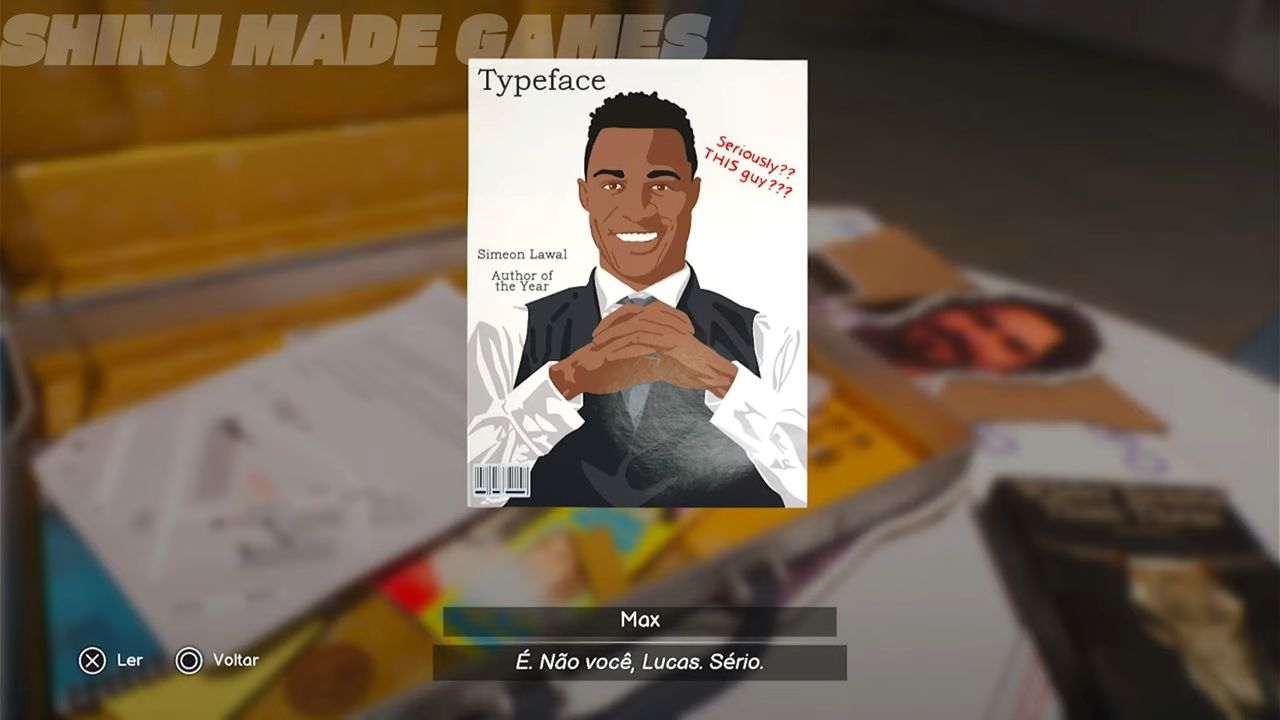 SHINU MADE GAMES
Typeface
Seriously??
THIS guy???
Simeon Lawal
Author of
the Year
Max
É. Não você, Lucas. Sério.
Ler
Voltar